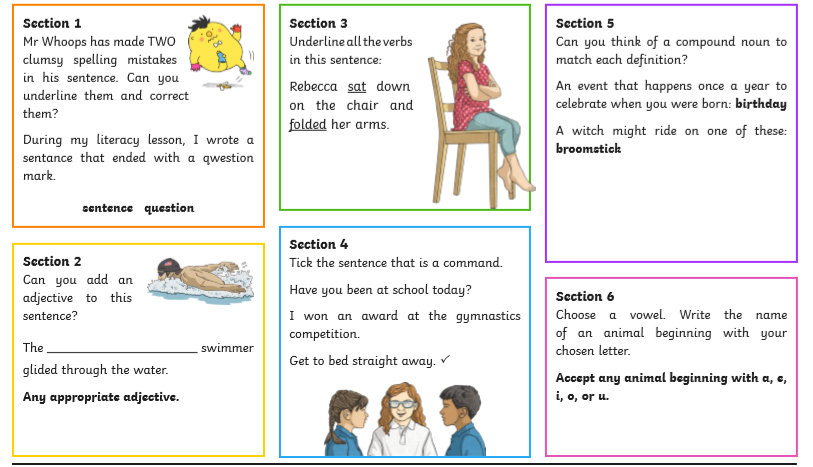 Section 1
Mr Whoops has made TWO
clumsy spelling mistakes
in his sentence. Can you
underline them and correct
them?
During my literacy lesson, I wrote a
sentance that ended with a qwestion
mark.
sentence question
Section 2
Can you add an
adjective to this
sentence?
The ______________________ swimmer
glided through the water.
Any appropriate adjective.
Section 3
Underline all the verbs
in this sentence:
Rebecca sat down
on the chair and
folded her arms.
Section 4
Tick the sentence that is a command.
Have you been at school today?
I won an award at the gymnastics
competition.
Get to bed straight away. ✓
Section 5
Can you think of a compound noun to
match each definition?
An event that happens once a year to
celebrate when you were born: birthday
A witch might ride on one of these:
broomstick
Section 6
Choose a vowel. Write the name
of an animal beginning with your
chosen letter.
Accept any animal beginning with a, e,
i, o, or u.